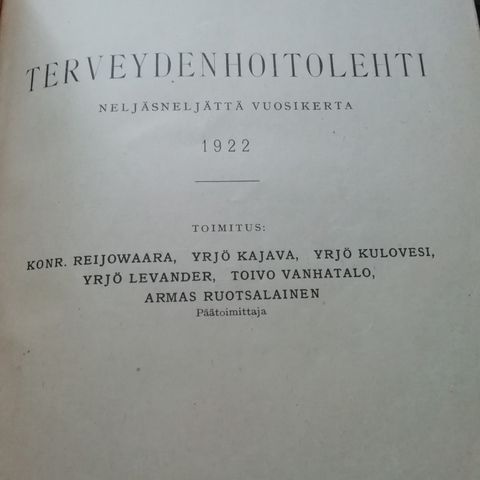 TERVEYDENHOITOLEHTI
NELJÄSNELJÄTTÄ VUOSIKERTA
1922
TOIMITUS:
KONR. REIJOWAARA, YRJÖ KAJAVA, YRJÖ KULOVESI,
YRJÖ LEVANDER, TOIVO VANHATALO,
ARMAS RUOTSALAINEN
Päätoimittaja